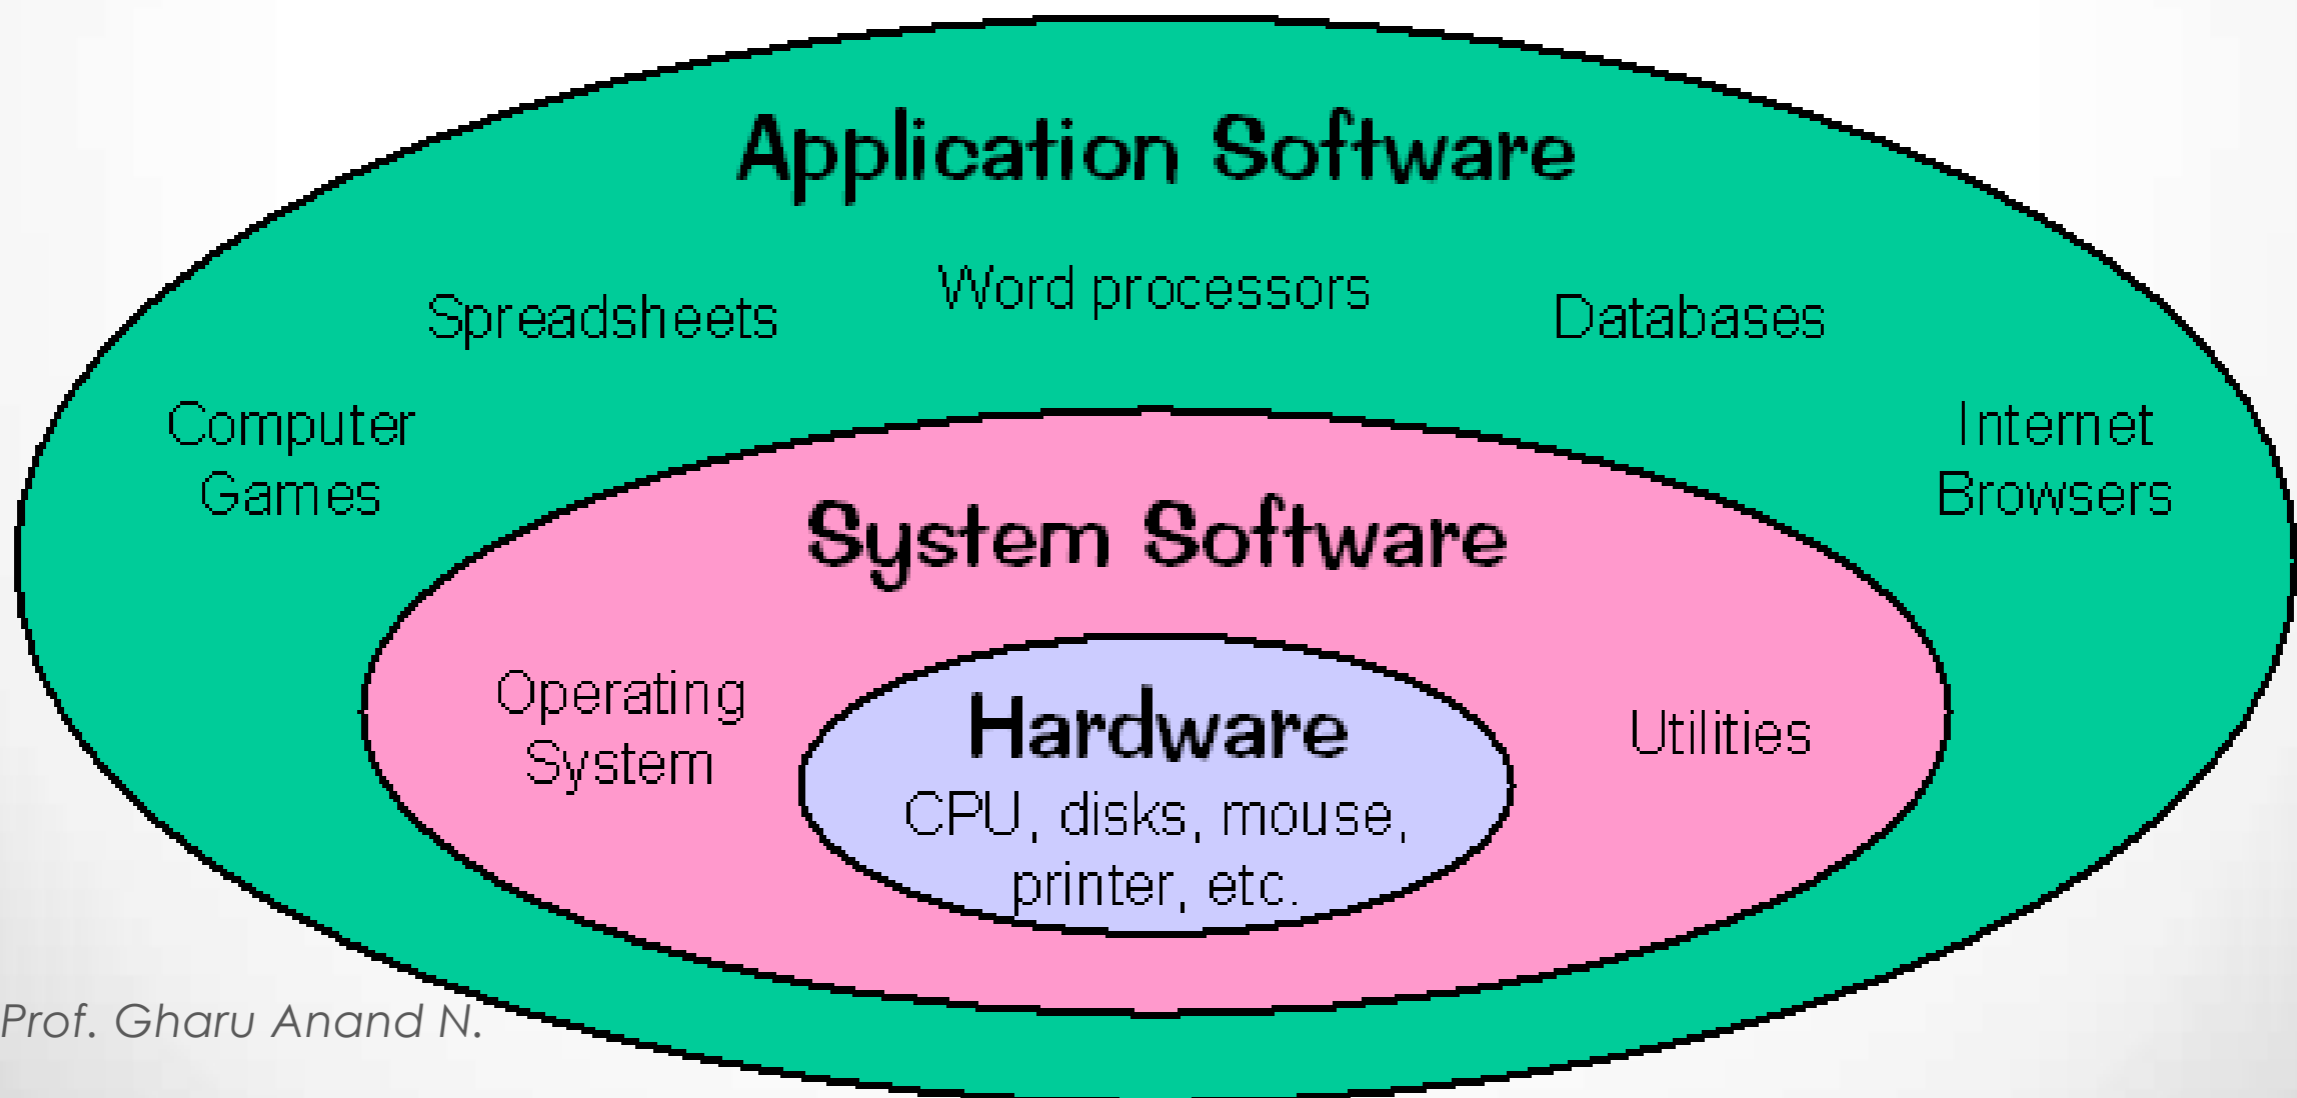 Application Software
Word processors
Spreadsheets
Databases
Computer
Games
Internet
Browsers
System Software
Operating
System
Hardware
CPU, disks, mouse,
printer, etc.
Utilities
Prof. Gharu Anand N.